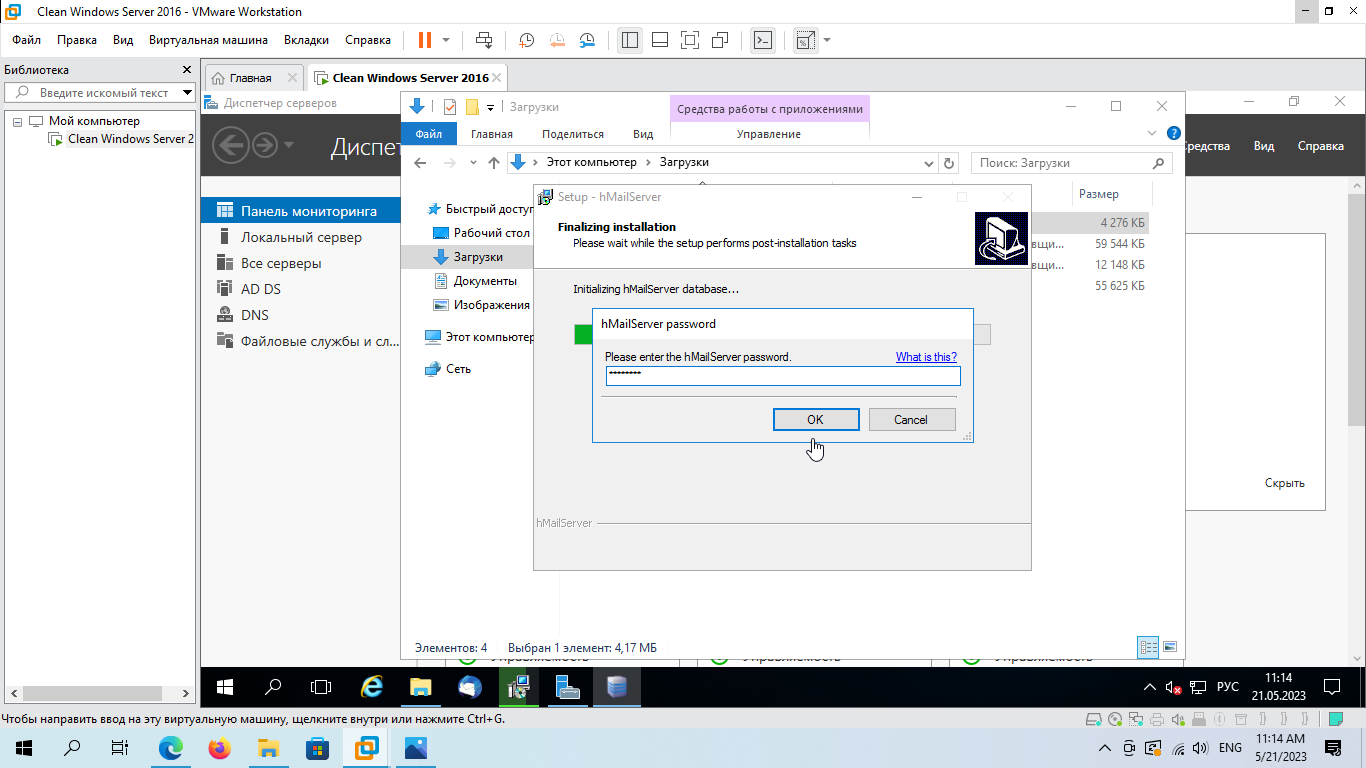 Clean Windows Server 2016 - VMware Workstation
Файл Правка Вид Виртуальная машина Вкладки Справка
Библиотека
Введите искомый текст
Мой компьютер
Clean Windows Server 2
Главная
Clean Windows Server 2016
Диспетчер серверов
Диспет
Средства Вид Справка
Панель мониторинга
Локальный сервер
Все серверы
AD DS
DNS
Файловые службы и сл...
Загрузки
Средства работы с приложениями
Файл Главная Поделиться Вид Управление
Этот компьютер Загрузки
Поиск: Загрузки
Быстрый доступ
Рабочий стол
Загрузки
Документы
Изображения
Этот компьютер
Сеть
Размер
4 276 КБ
вщи... 59 544 КБ
вщи... 12 148 КБ
55 625 КБ
Setup - hMailServer
Finalizing installation
Please wait while the setup performs post-installation tasks
Initializing hMailServer database...
hMailServer password
Please enter the hMailServer password.
What is this?
********
OK
Cancel
hMailServer
Скрыть
Элементов: 4 Выбран 1 элемент: 4,17 МБ
Управляемость Управляемость Управляемость
РУС
11:14
21.05.2023
Чтобы направить ввод на эту виртуальную машину, щелкните внутри или нажмите Ctrl+G.
ENG
11:14 AM
5/21/2023